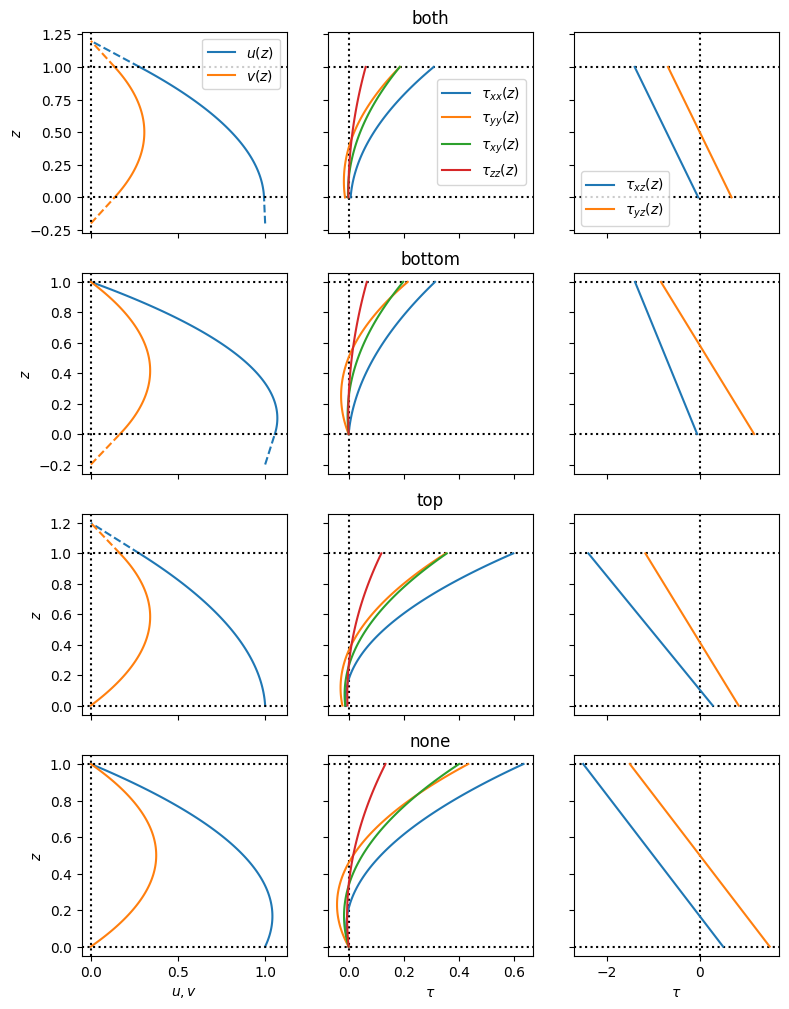 both
1.25
1.00
0.75
0.50
0.25
0.00
−0.25
z
u(z)
v(z)
τxx(z)
τyy(z)
τxy(z)
τzz(z)
τxz(z)
τyz(z)
bottom
1.0
0.8
0.6
0.4
0.2
0.0
−0.2
z
top
1.2
1.0
0.8
0.6
0.4
0.2
0.0
z
none
1.0
0.8
0.6
0.4
0.2
0.0
z
0.0 0.5 1.0
u, v
0.0 0.2 0.4 0.6
τ
−2 0
τ